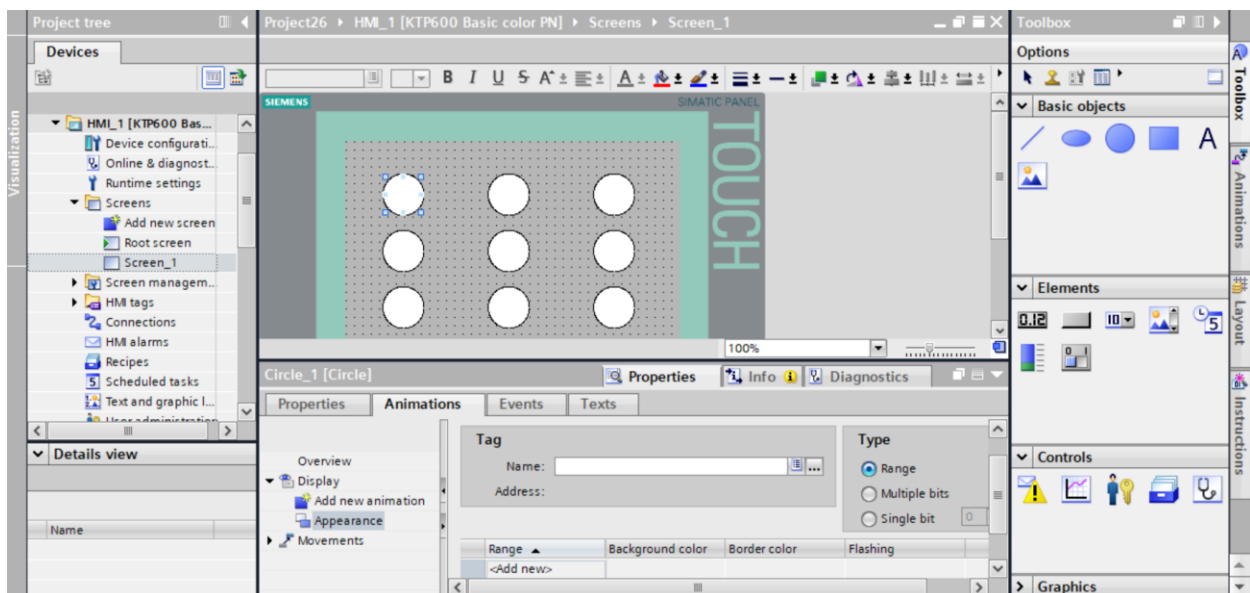 Project tree
Devices
Visualization
HMI_1 [KTP600 Bas...
Device configurati..
Online & diagnost..
Runtime settings
Screens
Add new screen
Root screen
Screen_1
Screen managem..
HMI tags
Connections
HMI alarms
Recipes
Scheduled tasks
Text and graphic l...
User administration
Details view
Name
Project26 ▸ HMI_1 [KTP600 Basic color PN] ▸ Screens ▸ Screen_1
B I U S A A
SIEMENS
SIMATIC PANEL
TOUCH
100%
Circle_1 [Circle]
Properties Info Diagnostics
Properties Animations Events Texts
Overview
Display
Add new animation
Appearance
Movements
Tag
Name:
Address:
Type
Range
Multiple bits
Single bit 0
Range Background color Border color Flashing
<Add new>
Toolbox
Options
Basic objects
A
Elements
0.12 10 5
0 1
Controls
Graphics
Toolbox
Animations
Layout
Instructions